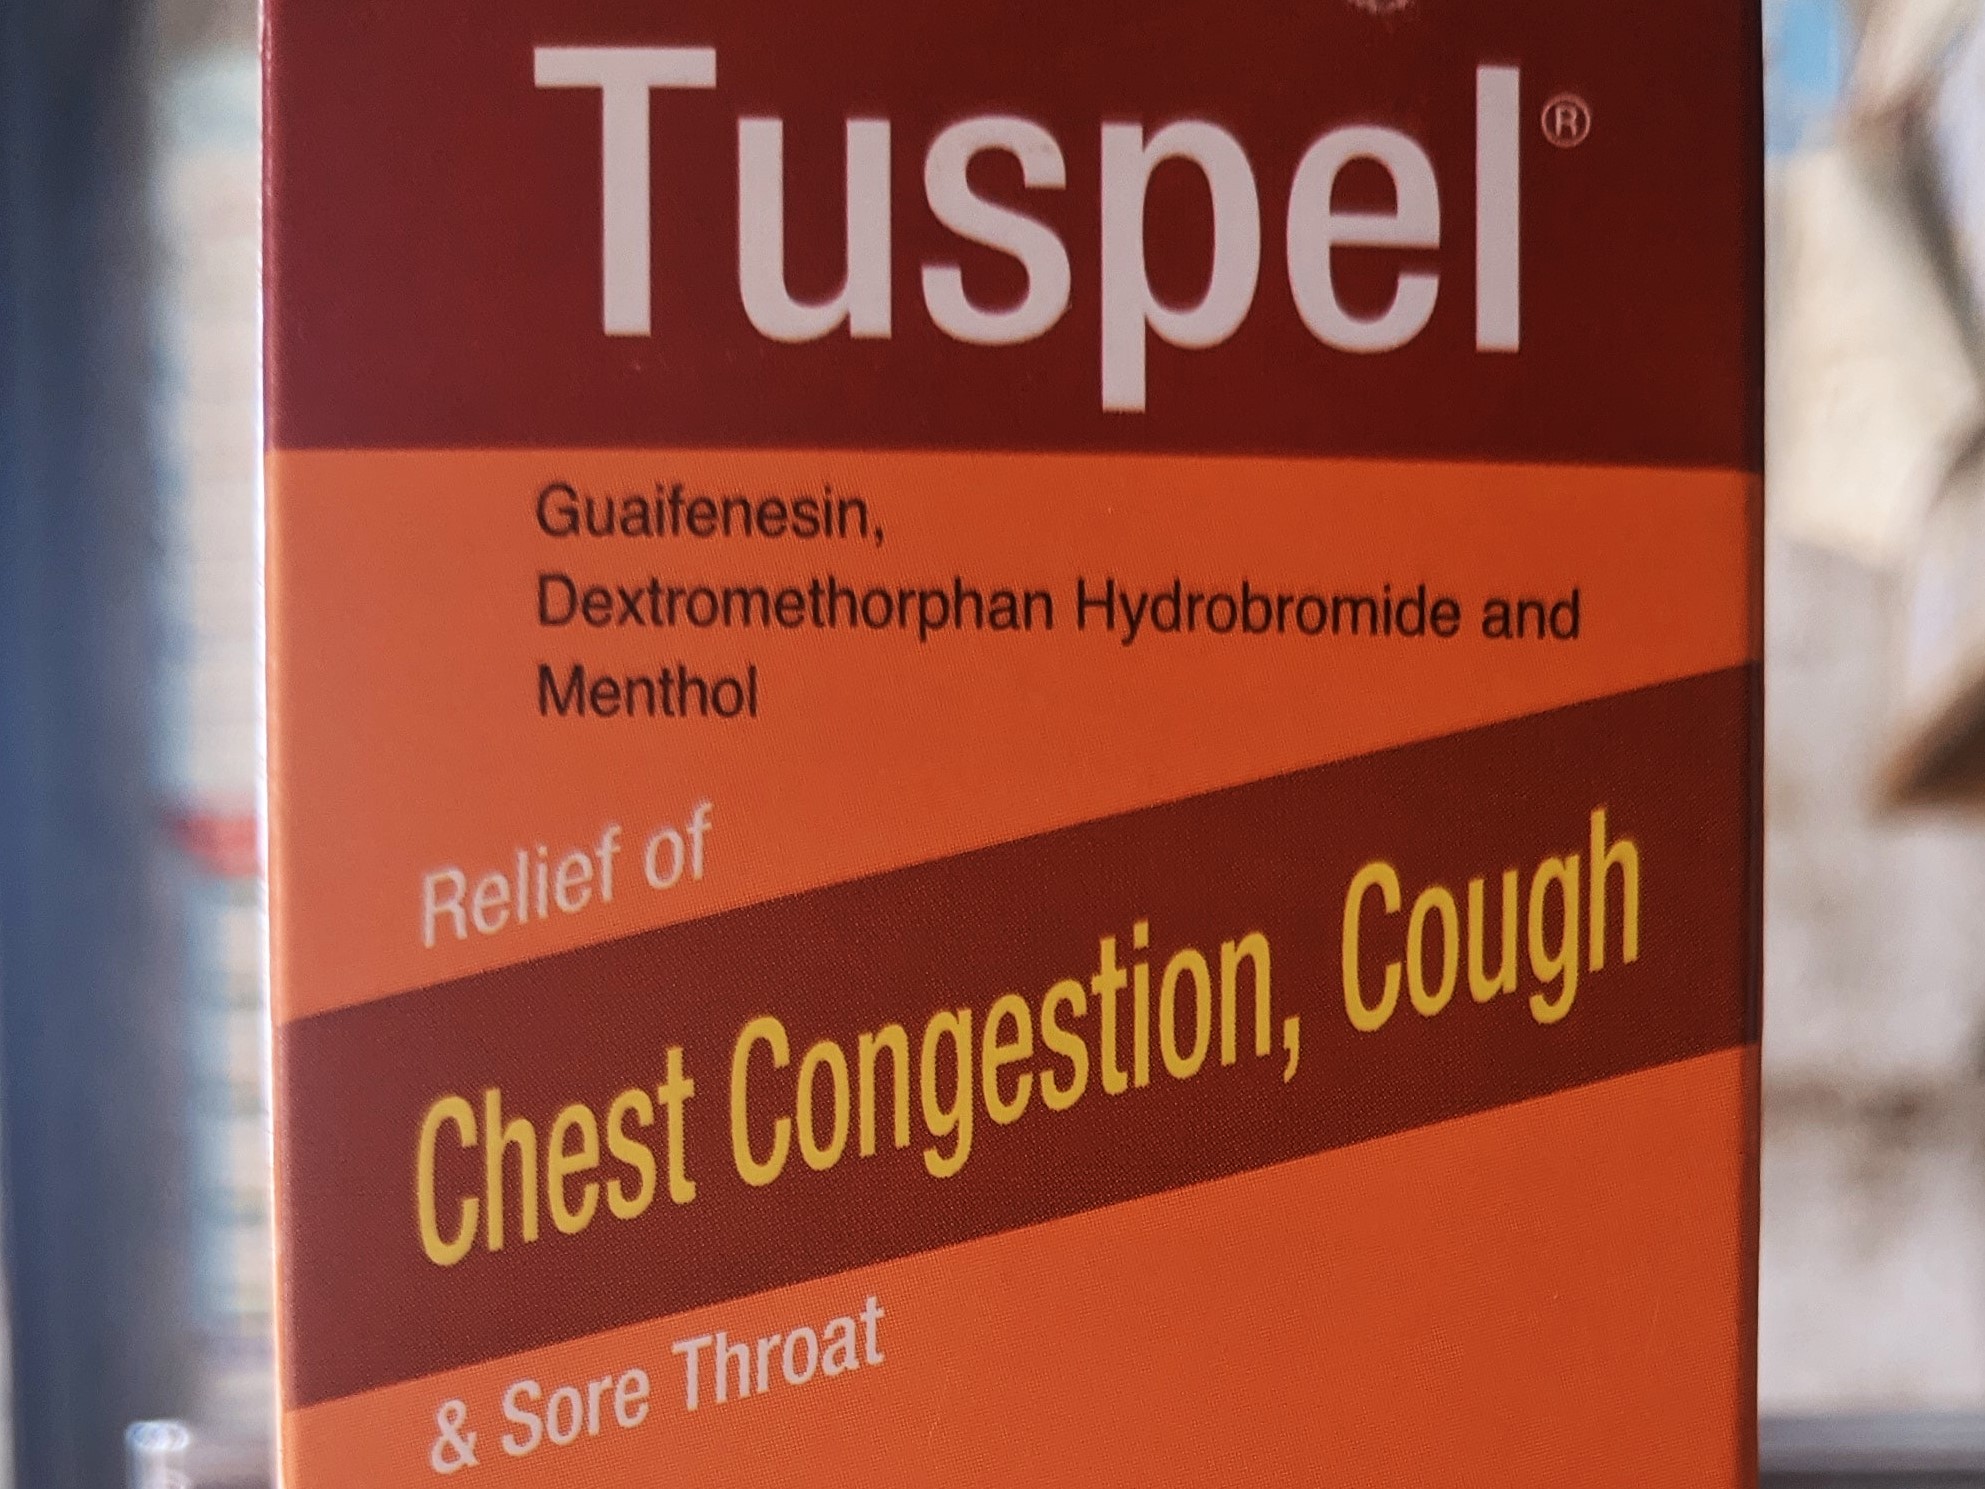 Tuspel®
Guaifenesin,
Dextromethorphan Hydrobromide and
Menthol
Relief of
Chest Congestion, Cough
& Sore Throat